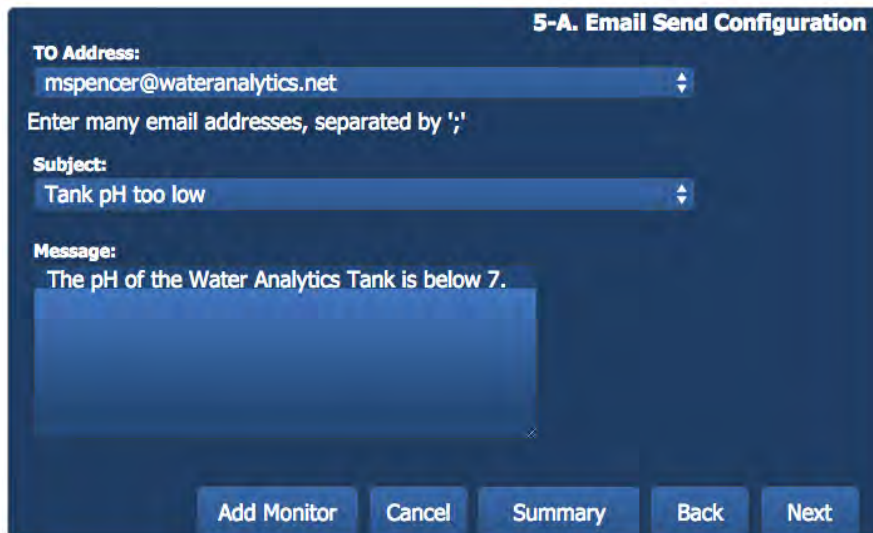 5-A. Email Send Configuration
TO Address:
mspencer@wateranalytics.net
Enter many email addresses, separated by ';'
Subject:
Tank pH too low
Message:
The pH of the Water Analytics Tank is below 7.
Add Monitor Cancel Summary Back Next